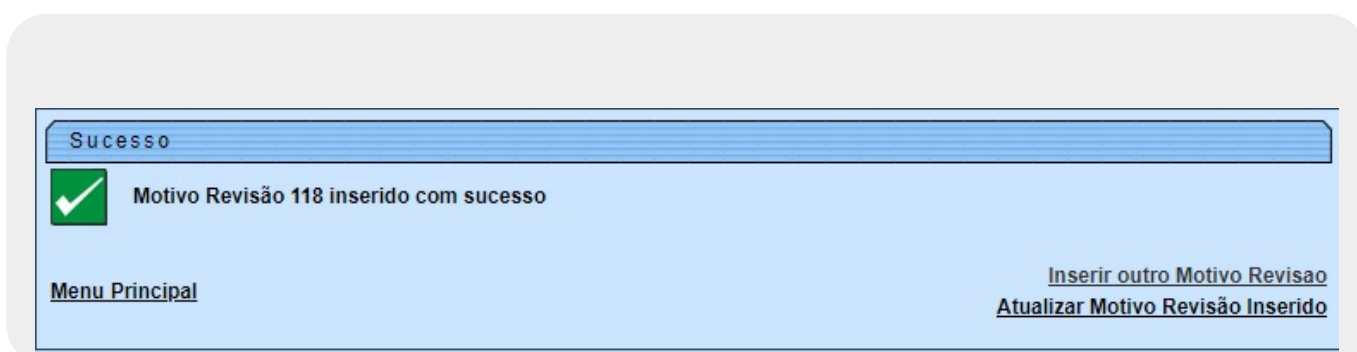 Sucesso
Motivo Revisão 118 inserido com sucesso
Inserir outro Motivo Revisao
Menu Principal
Atualizar Motivo Revisão Inserido